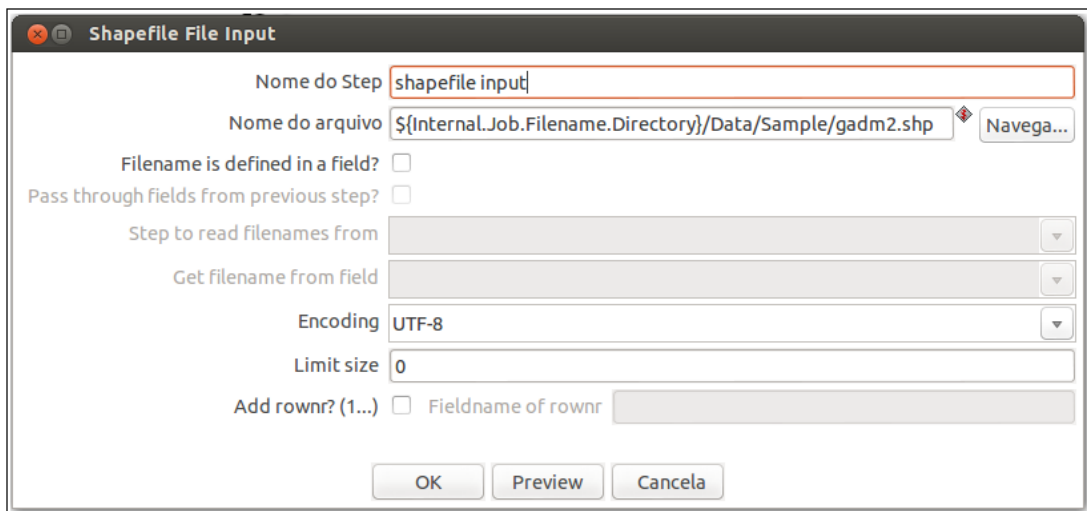 Shapefile File Input
Nome do Step shapefile input
Nome do arquivo ${Internal.Job.Filename.Directory}/Data/Sample/gadm2.shp Navega...
Filename is defined in a field?
Pass through fields from previous step?
Step to read filenames from
Get filename from field
Encoding UTF-8
Limit size 0
Add rownr? (1...) Fieldname of rownr
OK Preview Cancela